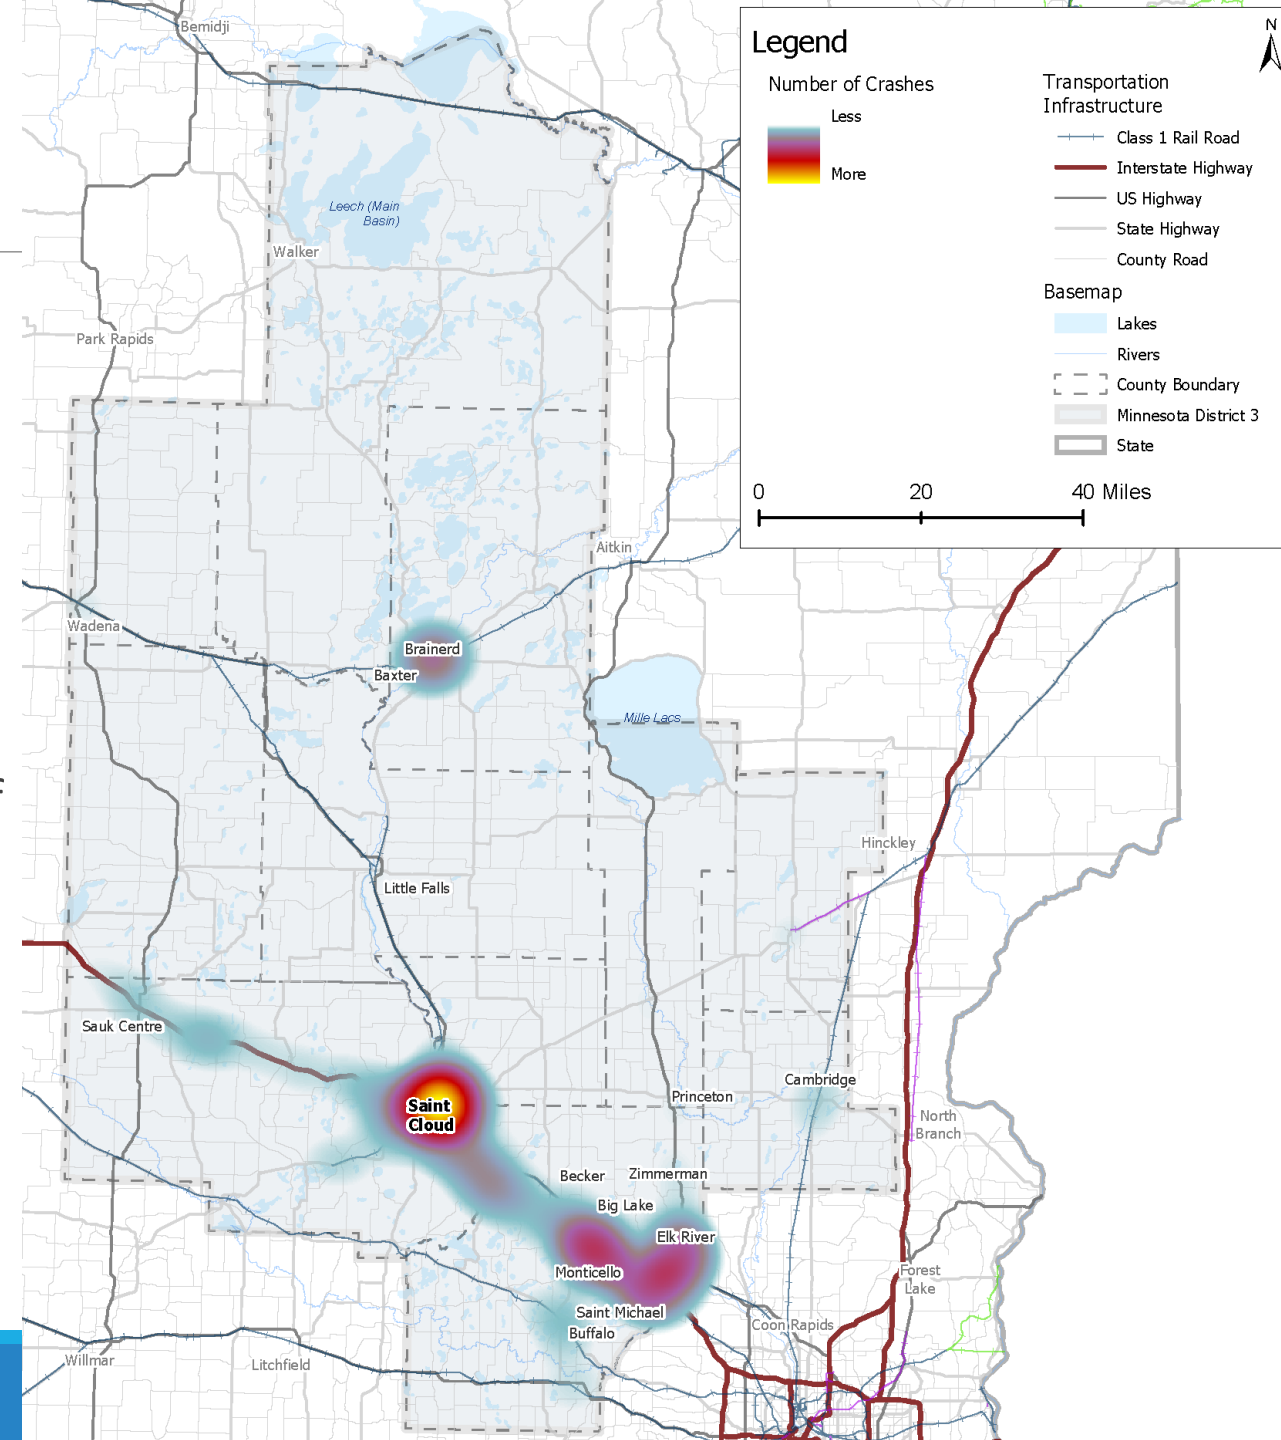 Bemidji
Legend
N
Number of Crashes
Less
More
Transportation
Infrastructure
Class 1 Rail Road
Interstate Highway
US Highway
State Highway
County Road
Basemap
Lakes
Rivers
County Boundary
Minnesota District 3
State
0 20 40 Miles
Leech (Main
Basin)
Walker
Park Rapids
Aitkin
Wadena
Brainerd
Baxter
Mille Lacs
Hinckley
Little Falls
Sauk Centre
Cambridge
Princeton
Saint
Cloud
North
Branch
Becker
Zimmerman
Big Lake
Elk River
Monticello
Forest
Lake
Saint Michael
Coon Rapids
Buffalo
Willmar
Litchfield